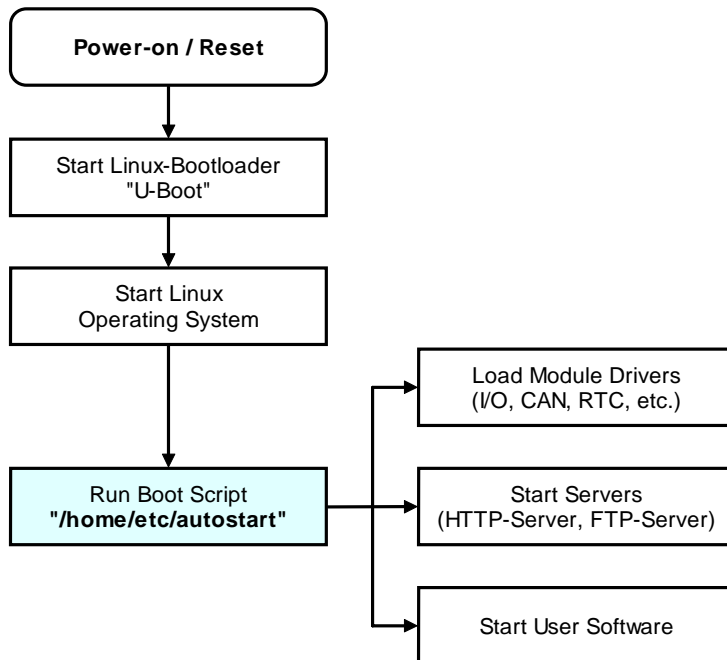 Power-on / Reset
Start Linux-Bootloader
"U-Boot"
Start Linux
Operating System
Run Boot Script
"/home/etc/autostart"
Load Module Drivers
(I/O, CAN, RTC, etc.)
Start Servers
(HTTP-Server, FTP-Server)
Start User Software